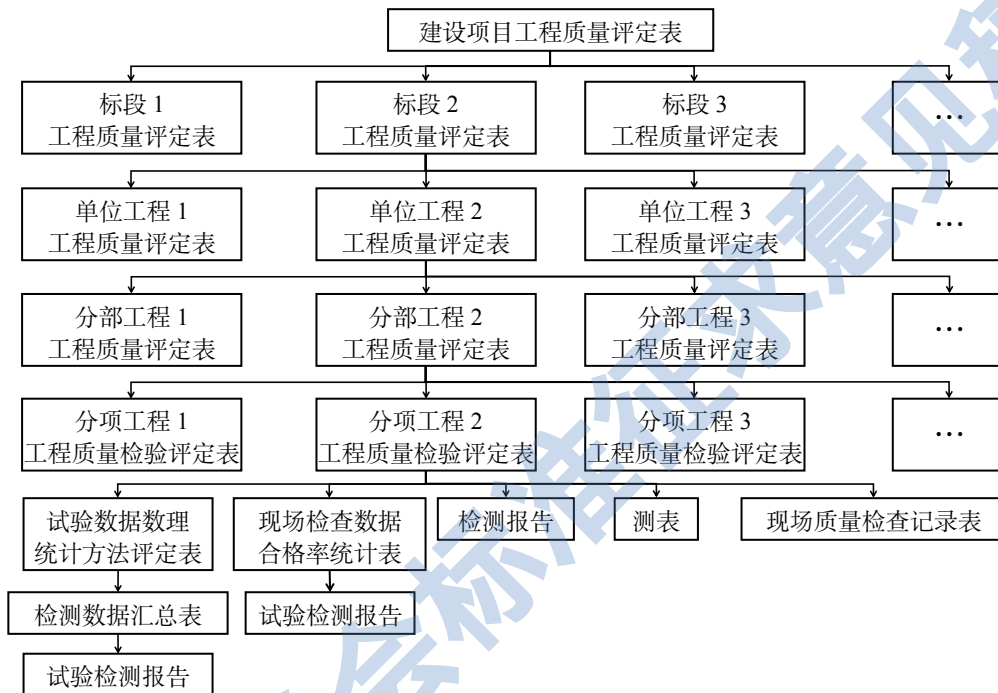 建设项目工程质量评定表
标段 1
工程质量评定表
标段 2
工程质量评定表
标段 3
工程质量评定表
…
单位工程 1
工程质量评定表
单位工程 2
工程质量评定表
单位工程 3
工程质量评定表
…
分部工程 1
工程质量评定表
分部工程 2
工程质量评定表
分部工程 3
工程质量评定表
…
分项工程 1
工程质量检验评定表
分项工程 2
工程质量检验评定表
分项工程 3
工程质量检验评定表
…
试验数据数理
统计方法评定表
现场检查数据
合格率统计表
检测报告
测表
现场质量检查记录表
检测数据汇总表
试验检测报告
试验检测报告
会标准征求意见稿